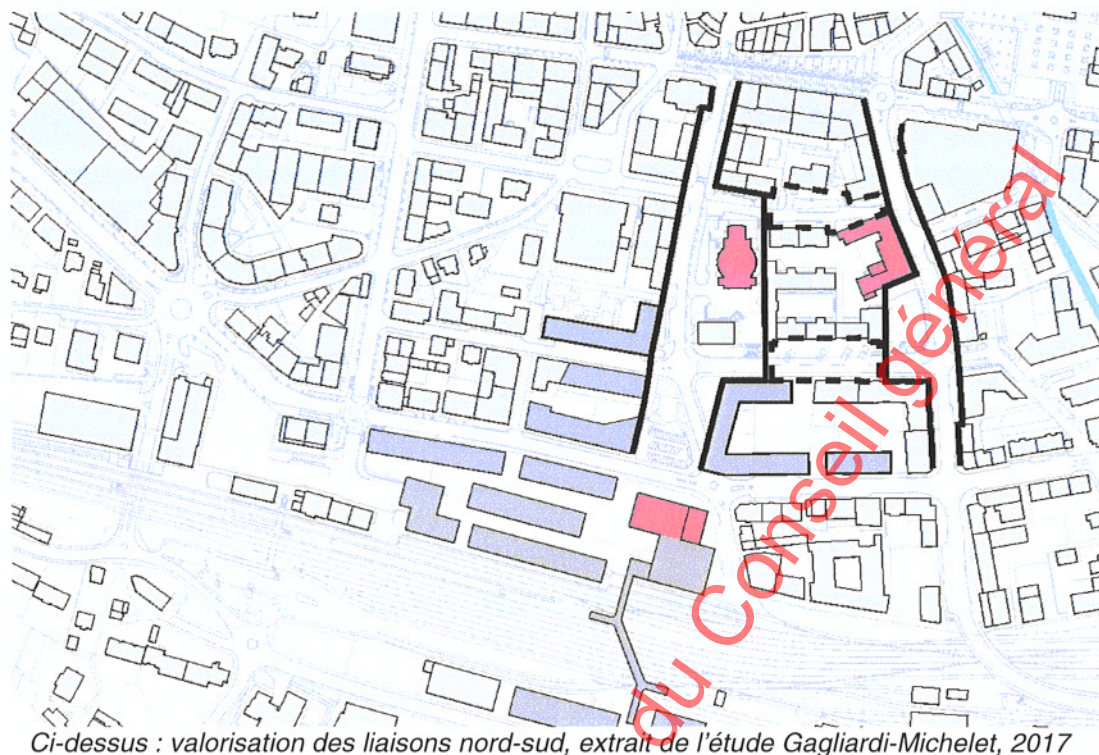 du Conseil général
Ci-dessus : valorisation des liaisons nord-sud, extrait de l'étude Gagliardi-Michelet, 2017